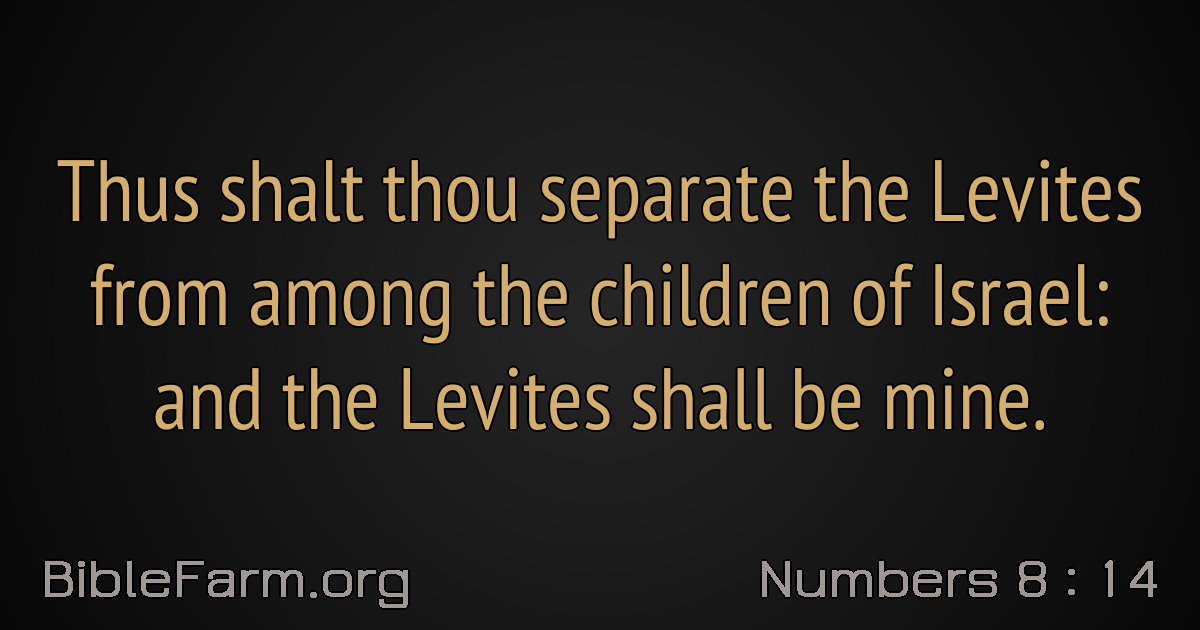 Thus shalt thou separate the Levites
from among the children of Israel:
and the Levites shall be mine.
BibleFarm.org
Numbers 8 : 14